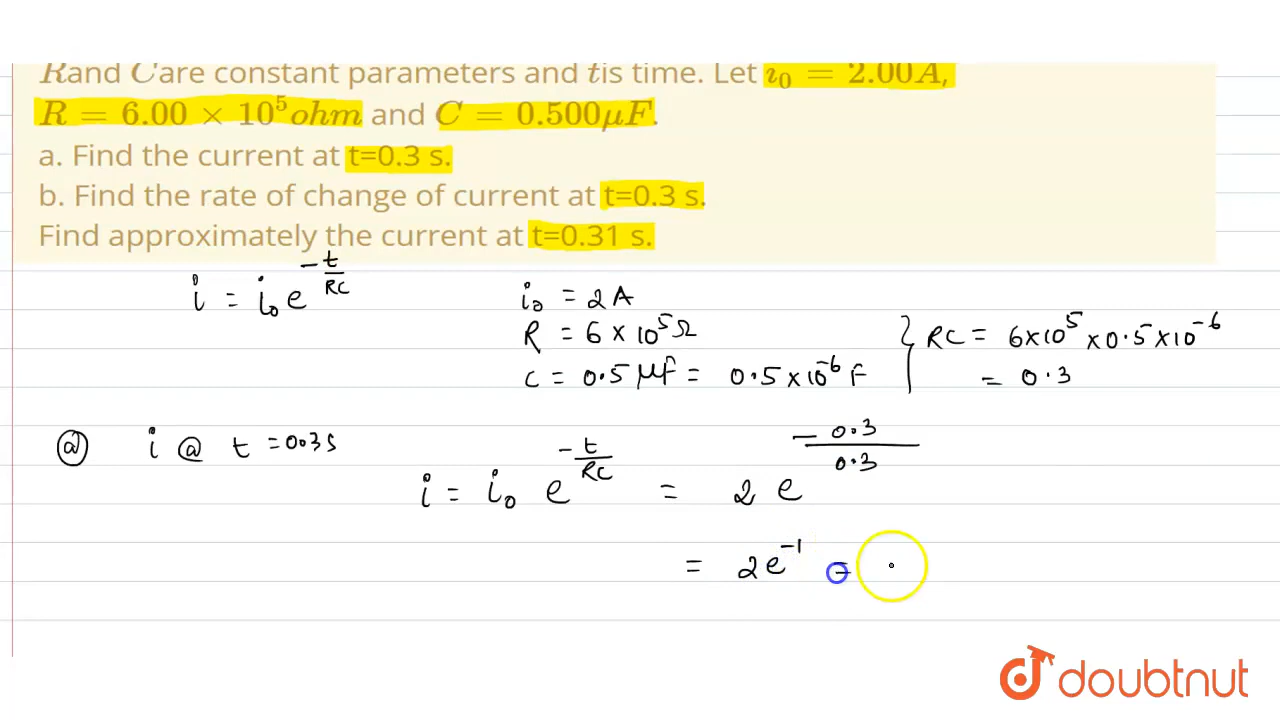 Rand Care constant parameters and tis time. Let ı₀ = 2.00A,
R = 6.00 × 10⁵ohm and C = 0.500μF.
a. Find the current at t=0.3 s.
b. Find the rate of change of current at t=0.3 s.
Find approximately the current at t=0.31 s.
i = i₀ e^(-t/RC)
i₀ = 2A
R = 6 × 10⁵Ω
C = 0.5 μF = 0.5×10⁻⁶ F
RC = 6×10⁵ × 0.5×10⁻⁶
= 0.3
ⓐ i @ t = 0.3s
i = i₀ e^(-t/RC) = 2 e^(-0.3/0.3)
= 2e⁻¹ =
doubtnut